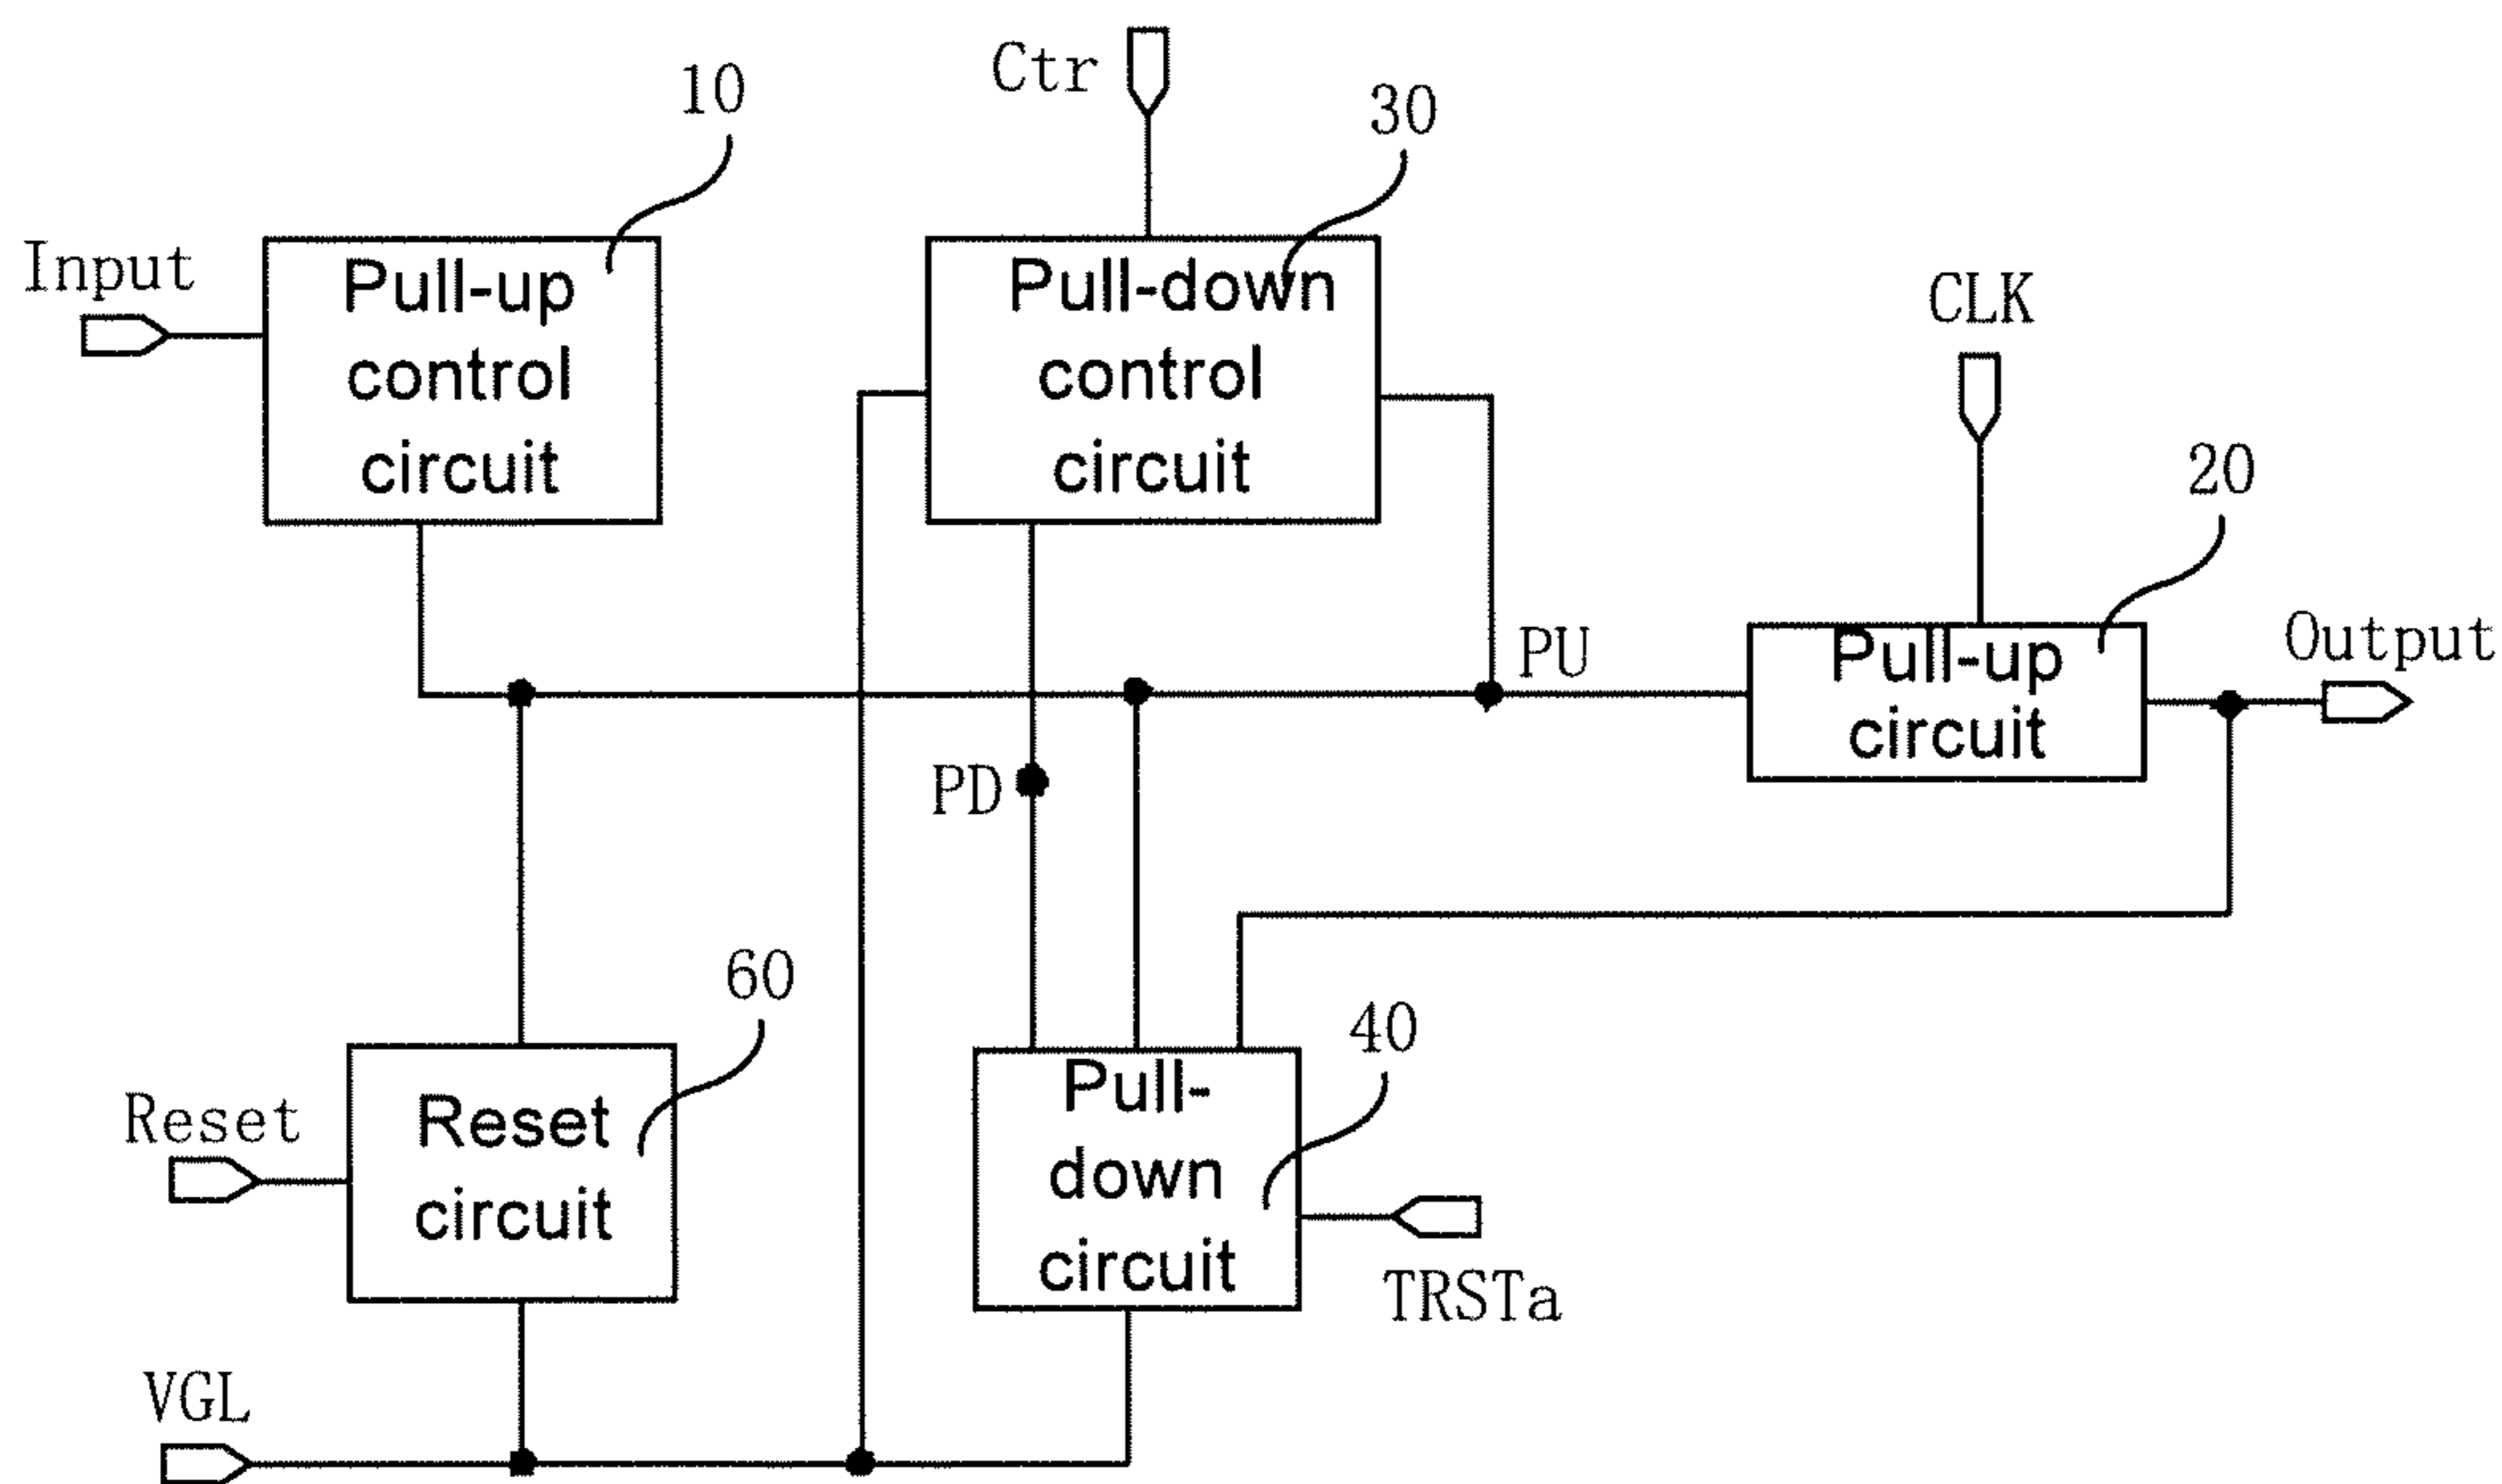 Ctr
10
30
Input
Pull-up
control
circuit
Pull-down
control
circuit
CLK
20
Output
PU
Pull-up
circuit
PD
60
40
Reset
Reset
circuit
Pull-
down
circuit
TRSTa
VGL